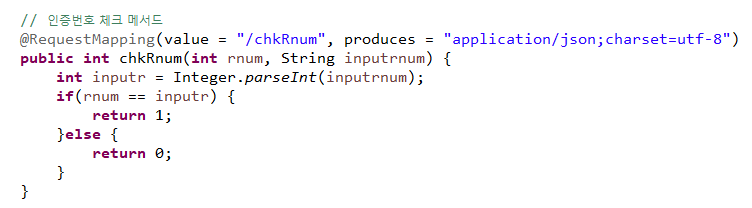 // 인증번호 체크 메서드
@RequestMapping(value = "/chkRnum", produces = "application/json;charset=utf-8")
public int chkRnum(int rnum, String inputrnum) {
    int inputr = Integer.parseInt(inputrnum);
    if(rnum == inputr) {
        return 1;
    }else {
        return 0;
    }
}